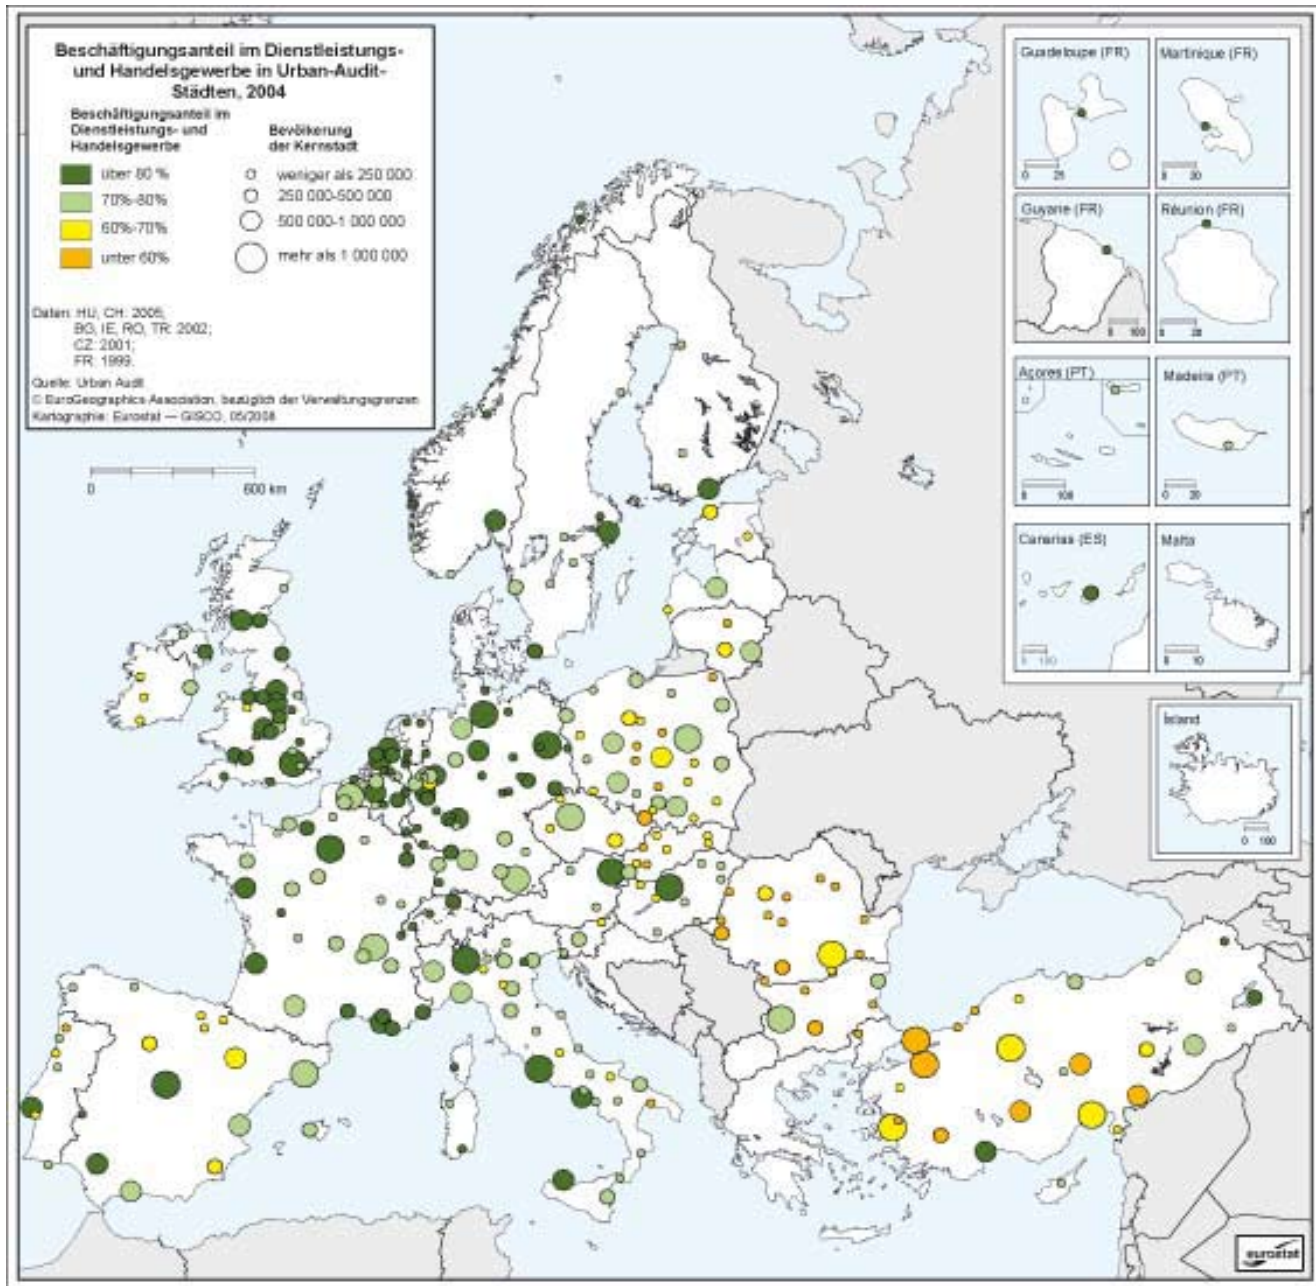 Beschäftigungsanteil im Dienstleistungs-
und Handelsgewerbe in Urban-Audit-
Städten, 2004
Beschäftigungsanteil im
Dienstleistungs- und
Handelsgewerbe
über 80 %
70%-80%
60%-70%
unter 60%
Bevölkerung
der Kernstadt
weniger als 250 000
250 000-500 000
500 000-1 000 000
mehr als 1 000 000
Daten: HU, CH: 2005;
BG, IE, RO, TR: 2002;
CZ: 2001;
FR: 1999.
Quelle: Urban Audit
© EuroGeographics Association, bezüglich der Verwaltungsgrenzen
Kartographie: Eurostat — GISCO, 05/2008
0 600 km
Guadeloupe (FR)
0 25
Martinique (FR)
0 20
Guyane (FR)
0 100
Réunion (FR)
0 20
Açores (PT)
0 100
Madeira (PT)
0 20
Canarias (ES)
0 100
Malta
0 10
Ísland
0 100
eurostat